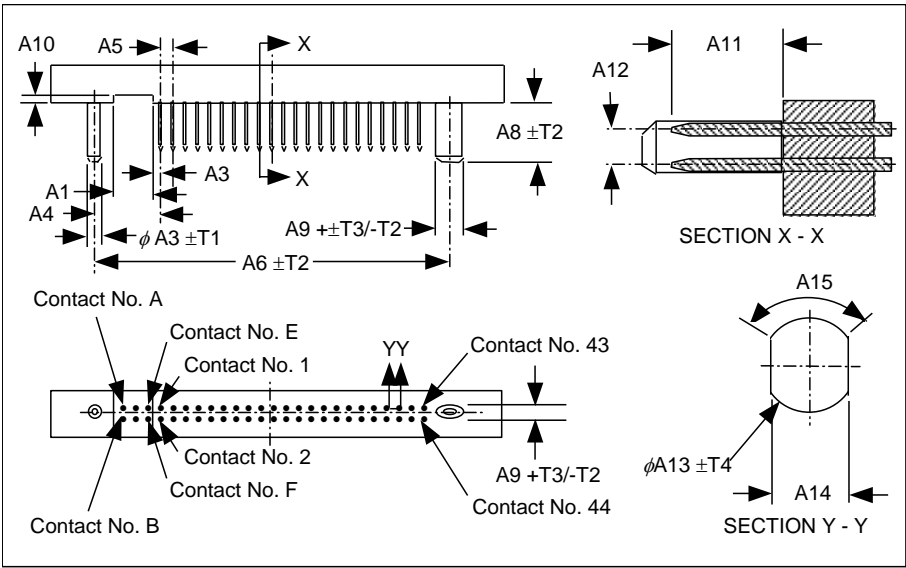 A10
A5
X
A11
A12
A8 ±T2
A3
X
A1
A4
ϕ A3 ±T1
A9 +±T3/-T2
A6 ±T2
SECTION X - X
Contact No. A
Contact No. E
Contact No. 1
YY
Contact No. 43
A15
Contact No. 2
Contact No. F
Contact No. B
A9 +T3/-T2
Contact No. 44
ϕA13 ±T4
A14
SECTION Y - Y